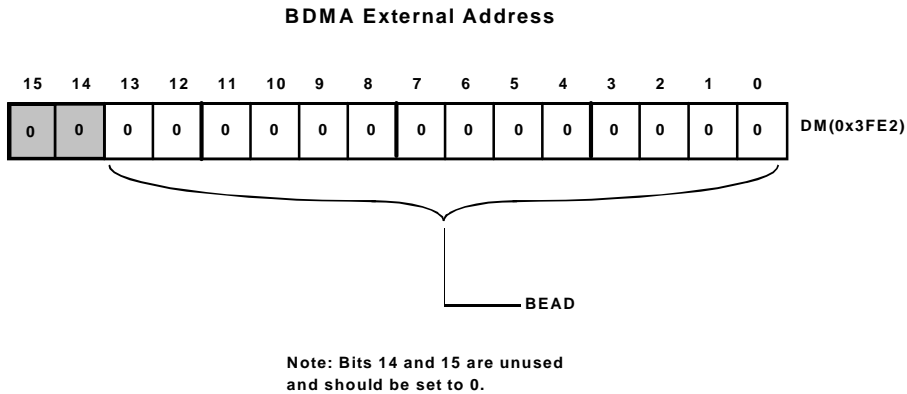 BDMA External Address
15 14 13 12 11 10 9 8 7 6 5 4 3 2 1 0
0 0 0 0 0 0 0 0 0 0 0 0 0 0 0 0 DM(0x3FE2)
BEAD
Note: Bits 14 and 15 are unused
and should be set to 0.